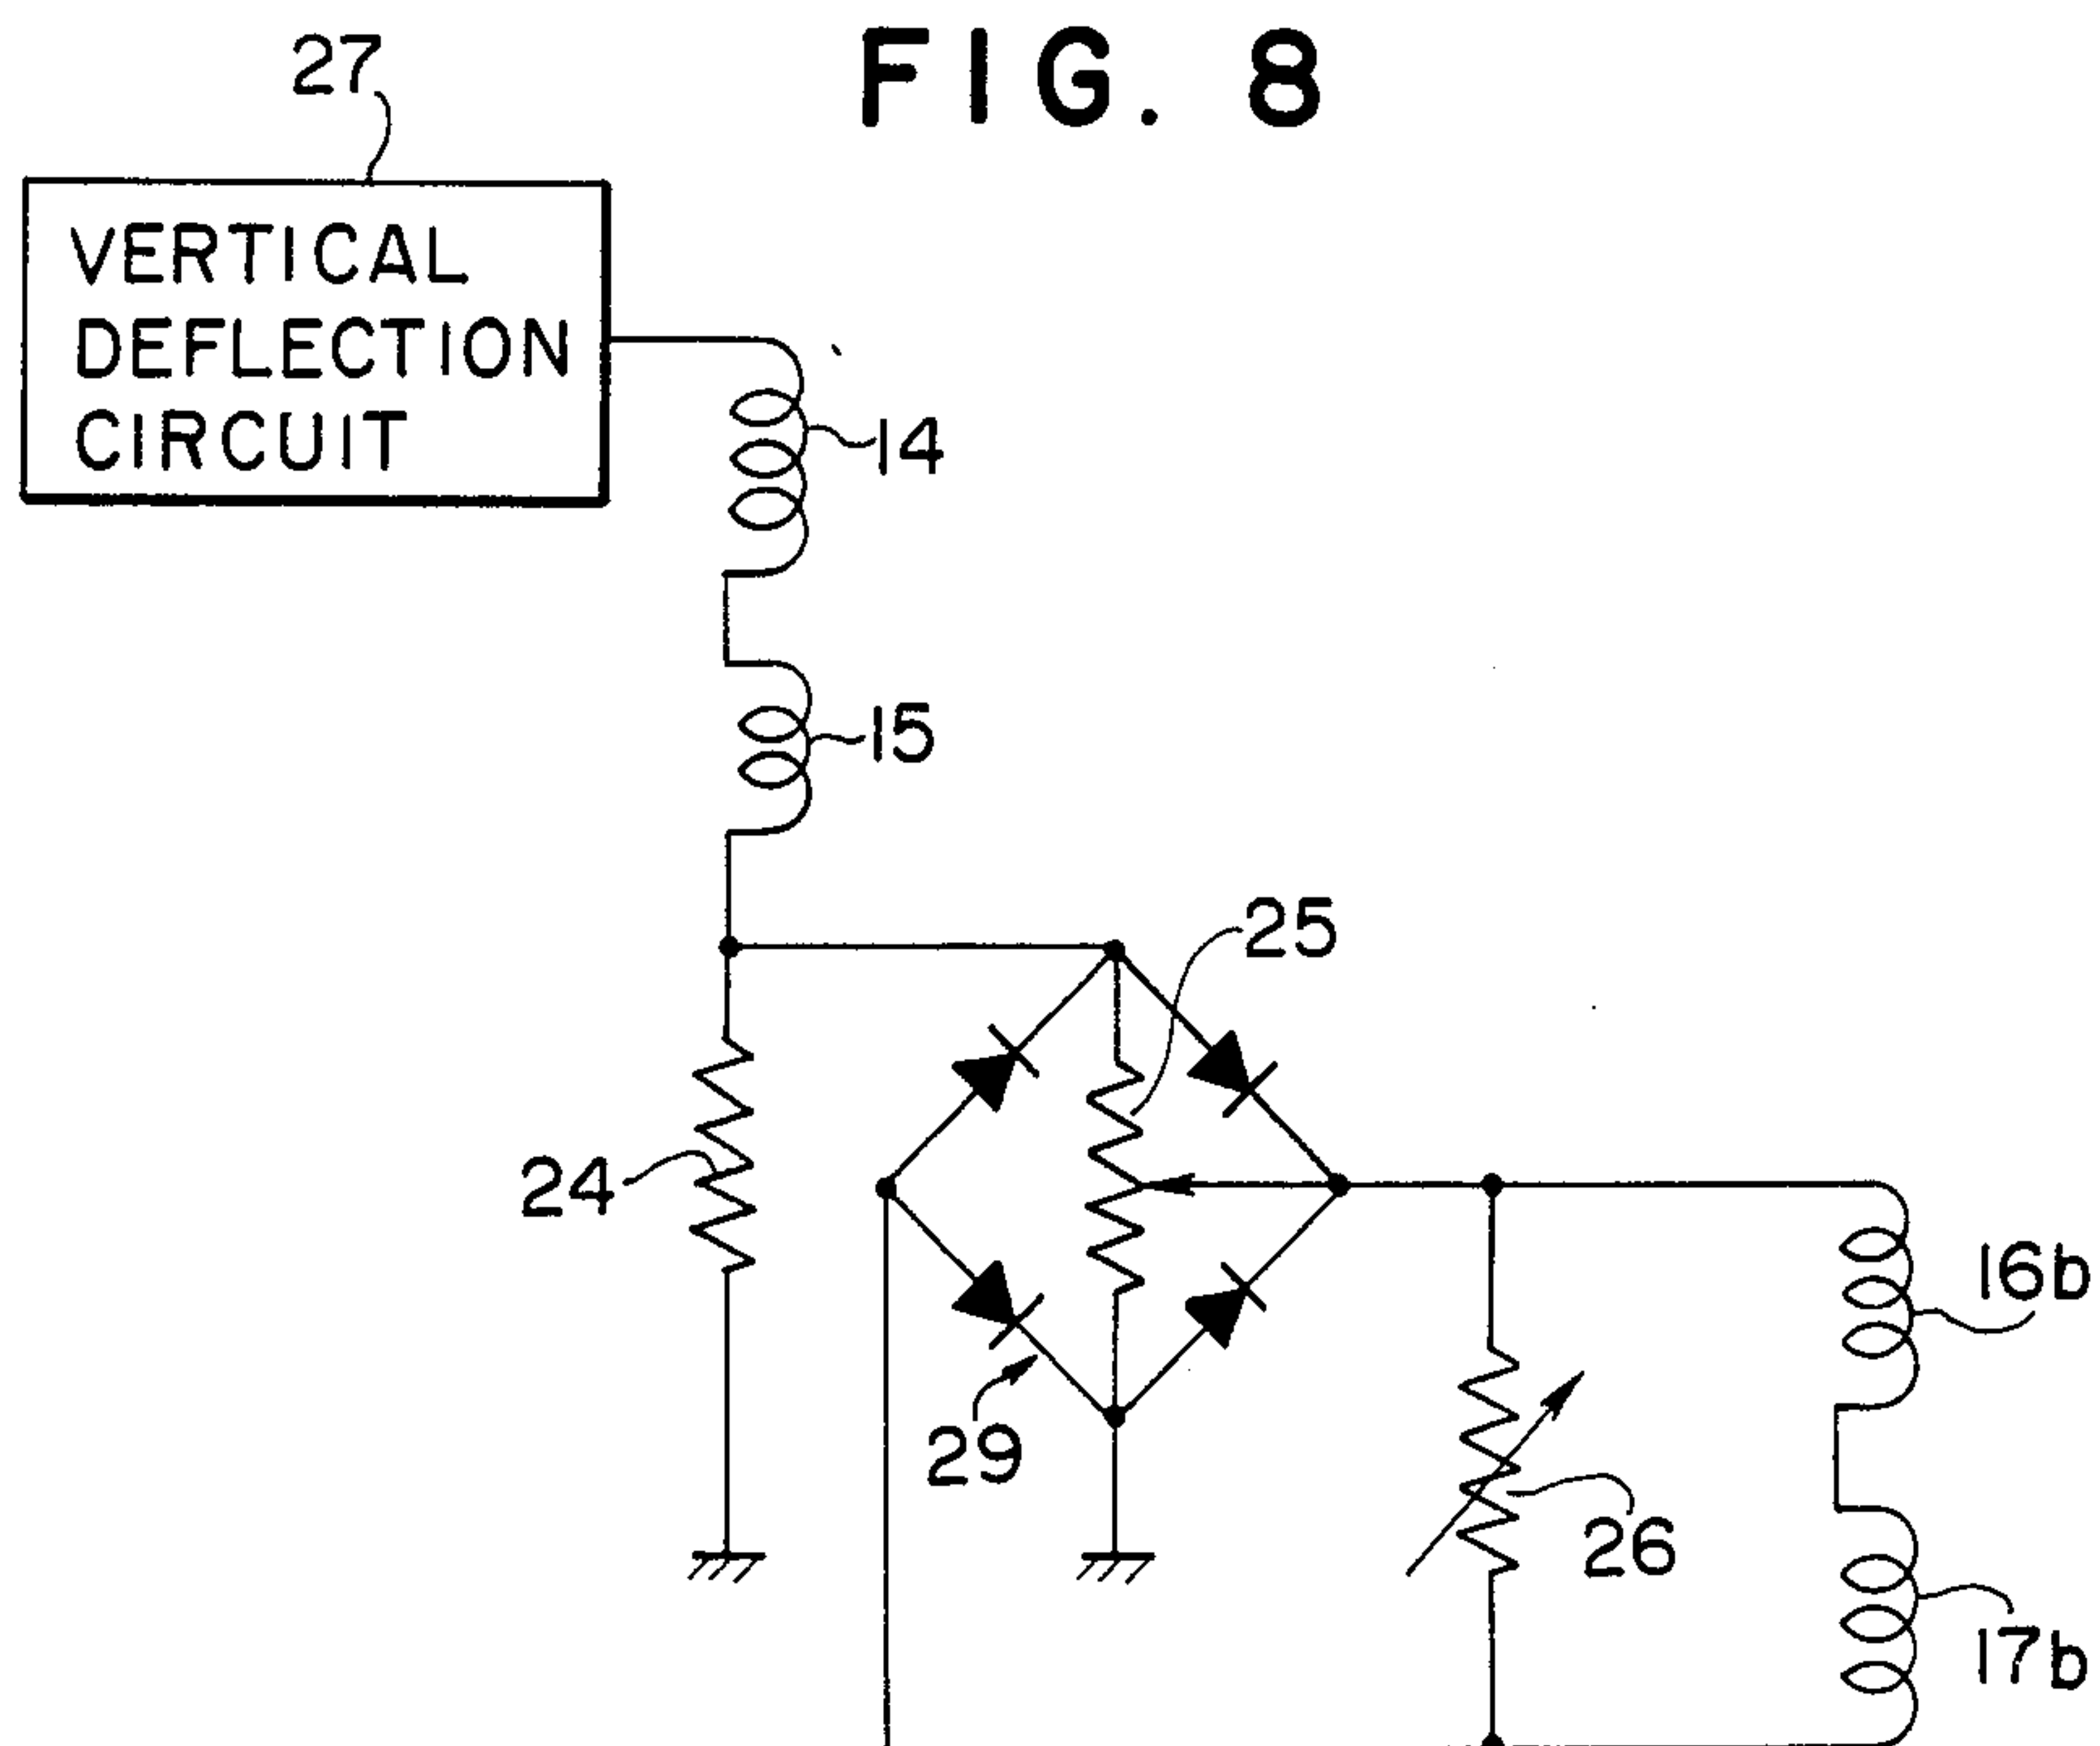 FIG. 8
27
VERTICAL
DEFLECTION
CIRCUIT
14
15
25
24
16b
29
26
17b